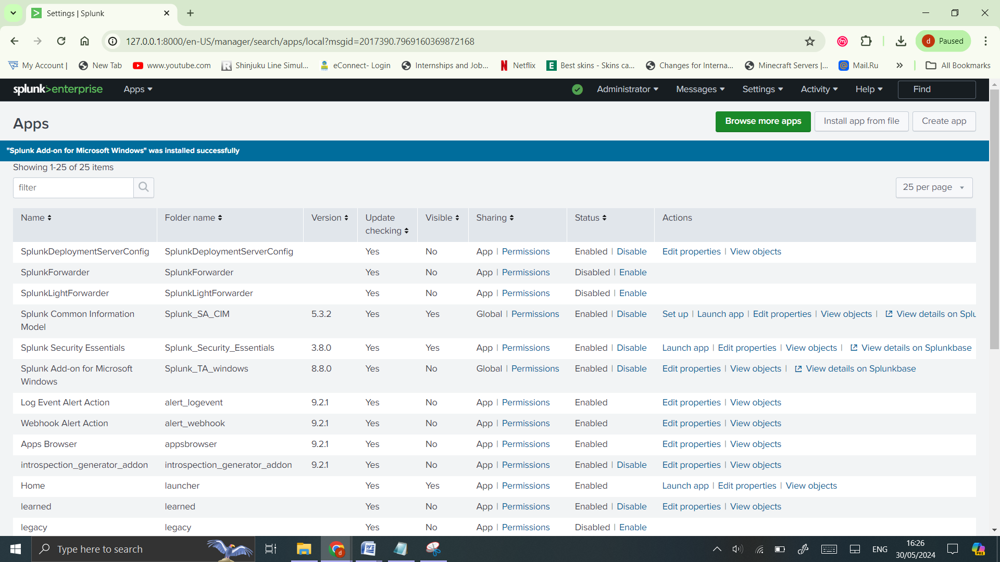 Settings | Splunk
127.0.0.1:8000/en-US/manager/search/apps/local?msgid=2017390.7969160369872168
d Paused
My Account | New Tab www.youtube.com Shinjuku Line Simul... eConnect- Login Internships and Job... Netflix Best skins - Skins ca... Changes for Interna... Minecraft Servers |... Mail.Ru » All Bookmarks
splunk>enterprise Apps Administrator Messages Settings Activity Help Find
Apps Browse more apps Install app from file Create app
"Splunk Add-on for Microsoft Windows" was installed successfully
Showing 1-25 of 25 items
filter 25 per page
Name Folder name Version Update checking Visible Sharing Status Actions
SplunkDeploymentServerConfig SplunkDeploymentServerConfig Yes No App | Permissions Enabled | Disable Edit properties | View objects
SplunkForwarder SplunkForwarder Yes No App | Permissions Disabled | Enable
SplunkLightForwarder SplunkLightForwarder Yes No App | Permissions Disabled | Enable
Splunk Common Information Model Splunk_SA_CIM 5.3.2 Yes Yes Global | Permissions Enabled | Disable Set up | Launch app | Edit properties | View objects | View details on Splu
Splunk Security Essentials Splunk_Security_Essentials 3.8.0 Yes Yes App | Permissions Enabled | Disable Launch app | Edit properties | View objects | View details on Splunkbase
Splunk Add-on for Microsoft Windows Splunk_TA_windows 8.8.0 Yes No Global | Permissions Enabled | Disable Edit properties | View objects | View details on Splunkbase
Log Event Alert Action alert_logevent 9.2.1 Yes No App | Permissions Enabled Edit properties | View objects
Webhook Alert Action alert_webhook 9.2.1 Yes No App | Permissions Enabled Edit properties | View objects
Apps Browser appsbrowser 9.2.1 Yes No App | Permissions Enabled Edit properties | View objects
introspection_generator_addon introspection_generator_addon 9.2.1 Yes No App | Permissions Enabled | Disable Edit properties | View objects
Home launcher Yes Yes App | Permissions Enabled Launch app | Edit properties | View objects
learned learned Yes No App | Permissions Enabled | Disable Edit properties | View objects
legacy legacy Yes No App | Permissions Disabled | Enable
Type here to search ENG 16:26
30/05/2024